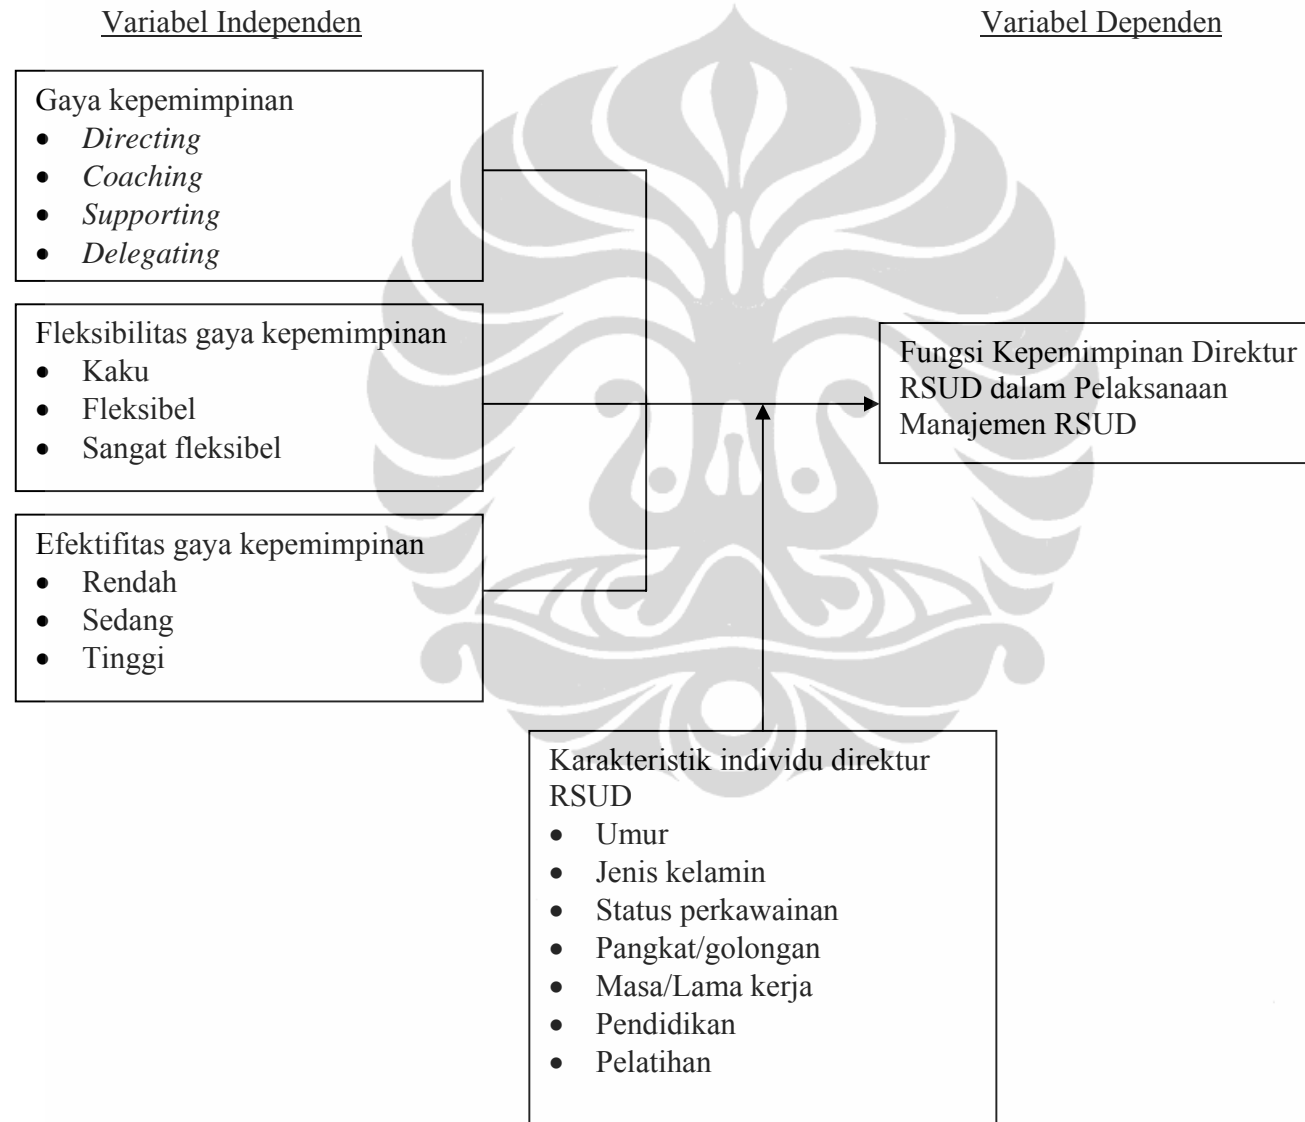 Variabel Independen
Variabel Dependen
Gaya kepemimpinan
• Directing
• Coaching
• Supporting
• Delegating
Fleksibilitas gaya kepemimpinan
• Kaku
• Fleksibel
• Sangat fleksibel
Efektifitas gaya kepemimpinan
• Rendah
• Sedang
• Tinggi
Fungsi Kepemimpinan Direktur
RSUD dalam Pelaksanaan
Manajemen RSUD
Karakteristik individu direktur
RSUD
• Umur
• Jenis kelamin
• Status perkawainan
• Pangkat/golongan
• Masa/Lama kerja
• Pendidikan
• Pelatihan